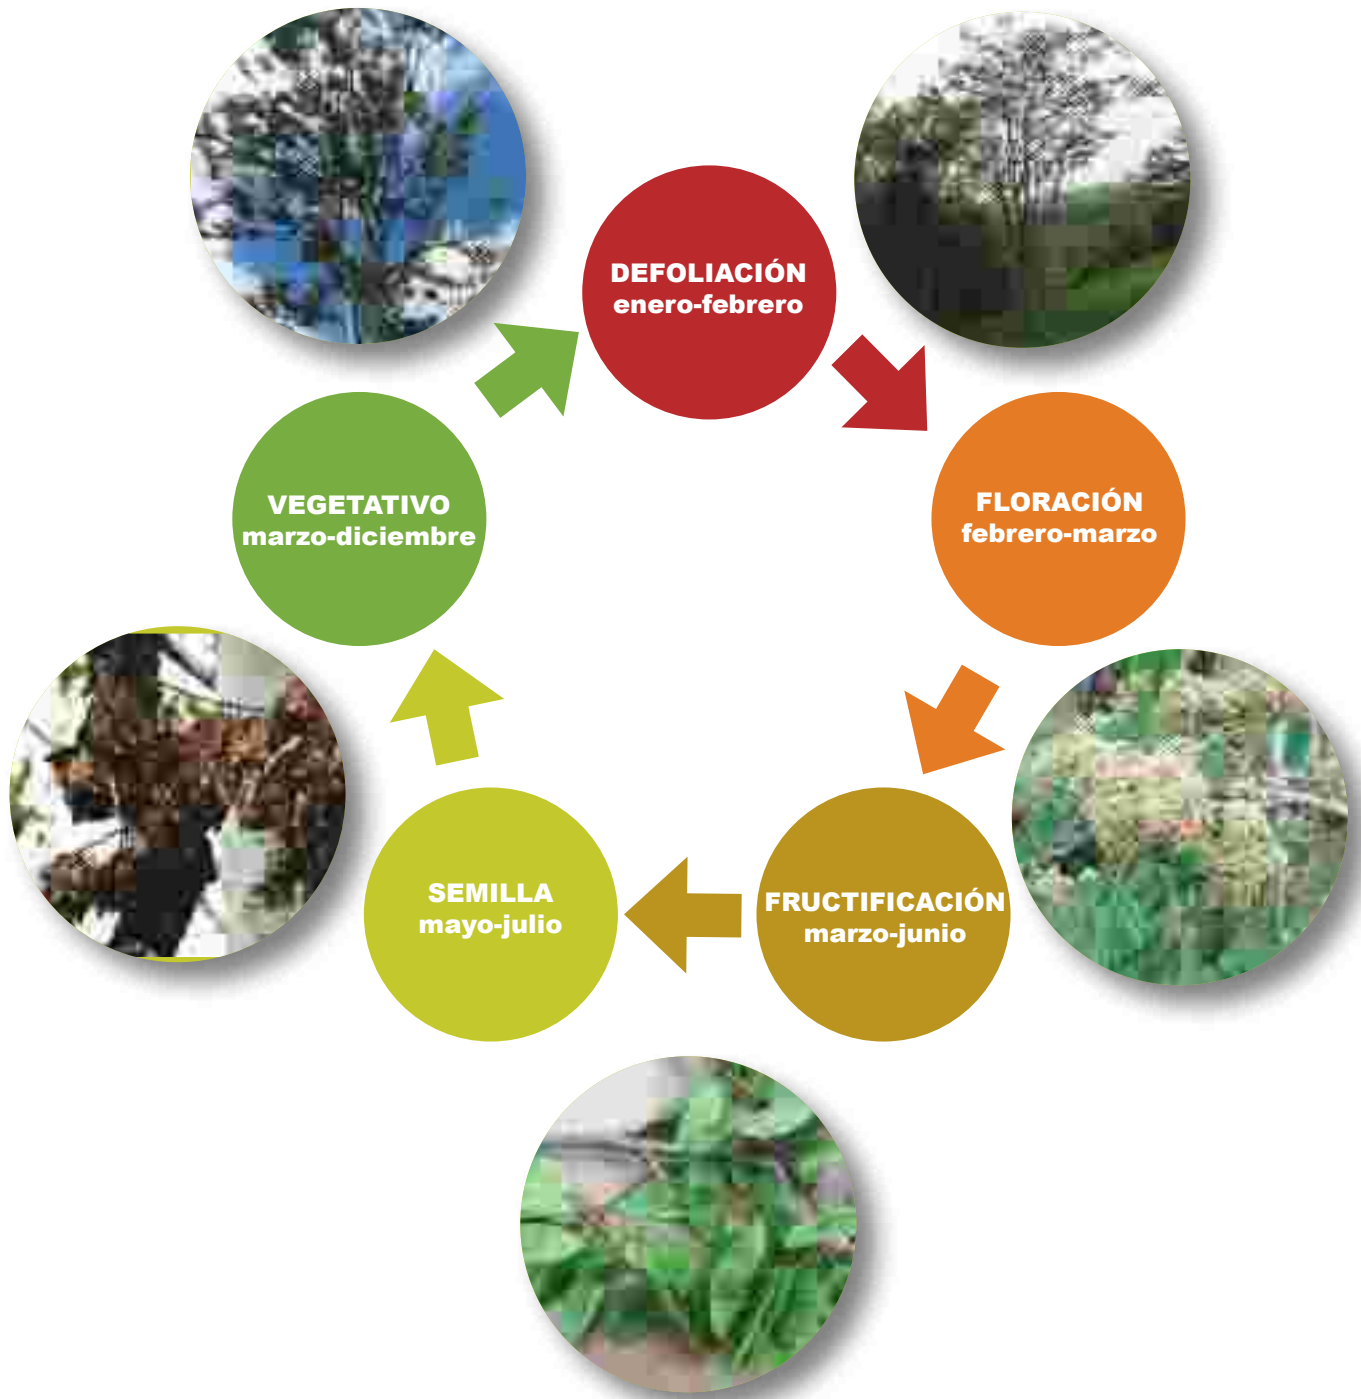 DEFOLIACIÓN
enero-febrero
FLORACIÓN
febrero-marzo
FRUCTIFICACIÓN
marzo-junio
SEMILLA
mayo-julio
VEGETATIVO
marzo-diciembre